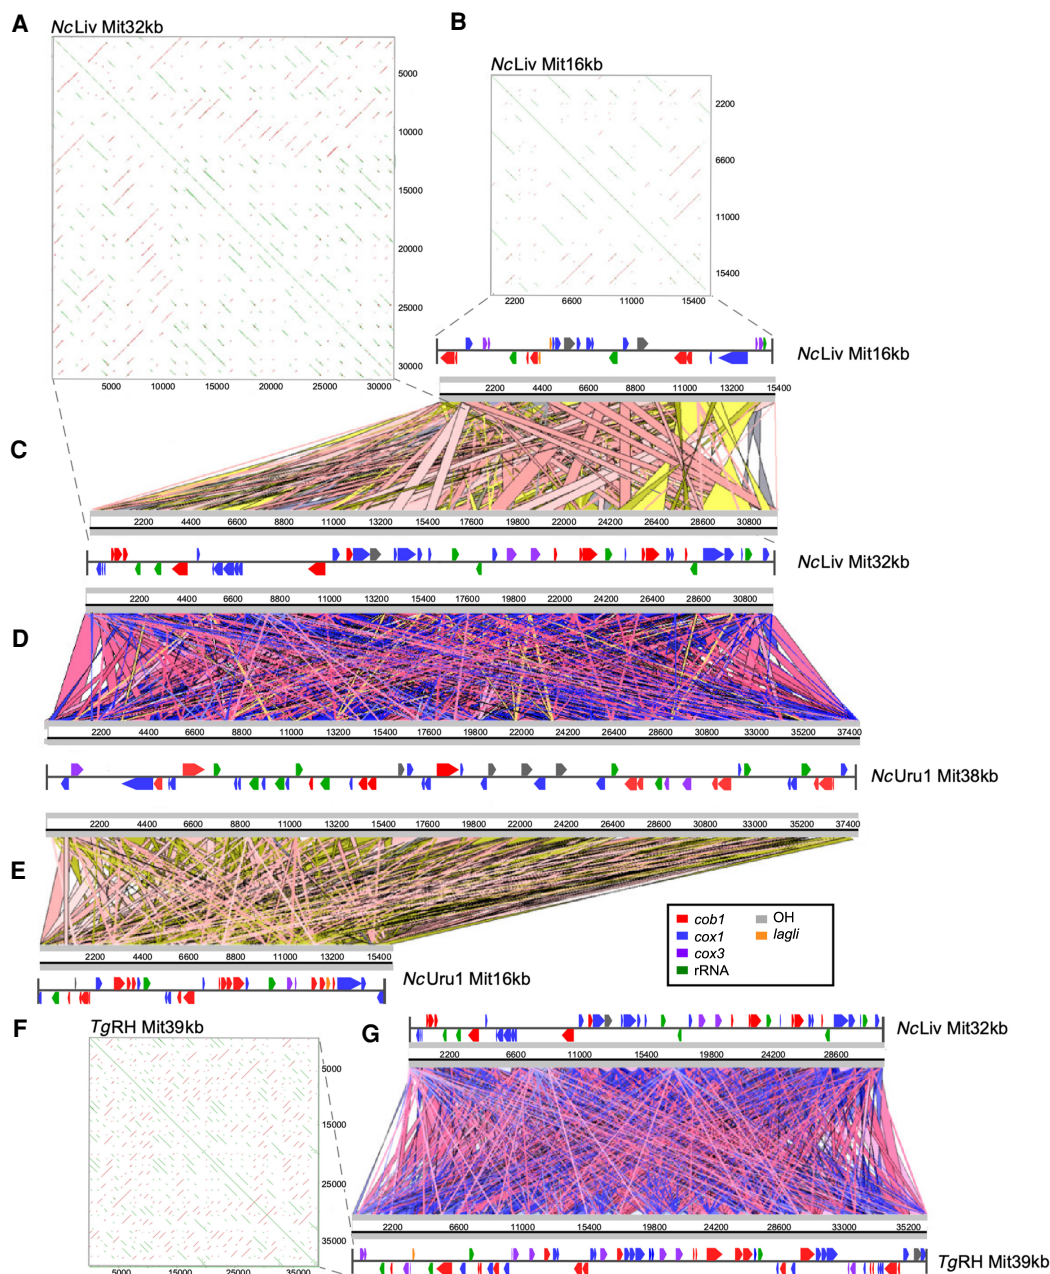 A
B
NcLiv Mit32kb
NcLiv Mit16kb
5000
10000
15000
20000
25000
30000
5000 10000 15000 20000 25000 30000
2200
6600
11000
15400
2200 6600 11000 15400
NcLiv Mit16kb
2200 4400 6600 8800 11000 13200 15400
C
2200 4400 6600 8800 11000 13200 15400 17600 19800 22000 24200 26400 28600 30800
NcLiv Mit32kb
2200 4400 6600 8800 11000 13200 15400 17600 19800 22000 24200 26400 28600 30800
D
2200 4400 6600 8800 11000 13200 15400 17600 19800 22000 24200 26400 28600 30800 33000 35200 37400
NcUru1 Mit38kb
2200 4400 6600 8800 11000 13200 15400 17600 19800 22000 24200 26400 28600 30800 33000 35200 37400
E
2200 4400 6600 8800 11000 13200 15400
NcUru1 Mit16kb
cob1
cox1
cox3
rRNA
OH
lagli
F
TgRH Mit39kb
5000
15000
25000
35000
5000 15000 25000 35000
G
NcLiv Mit32kb
2200 6600 11000 15400 19800 24200 28600
2200 6600 11000 15400 19800 24200 28600 33000 35200
TgRH Mit39kb